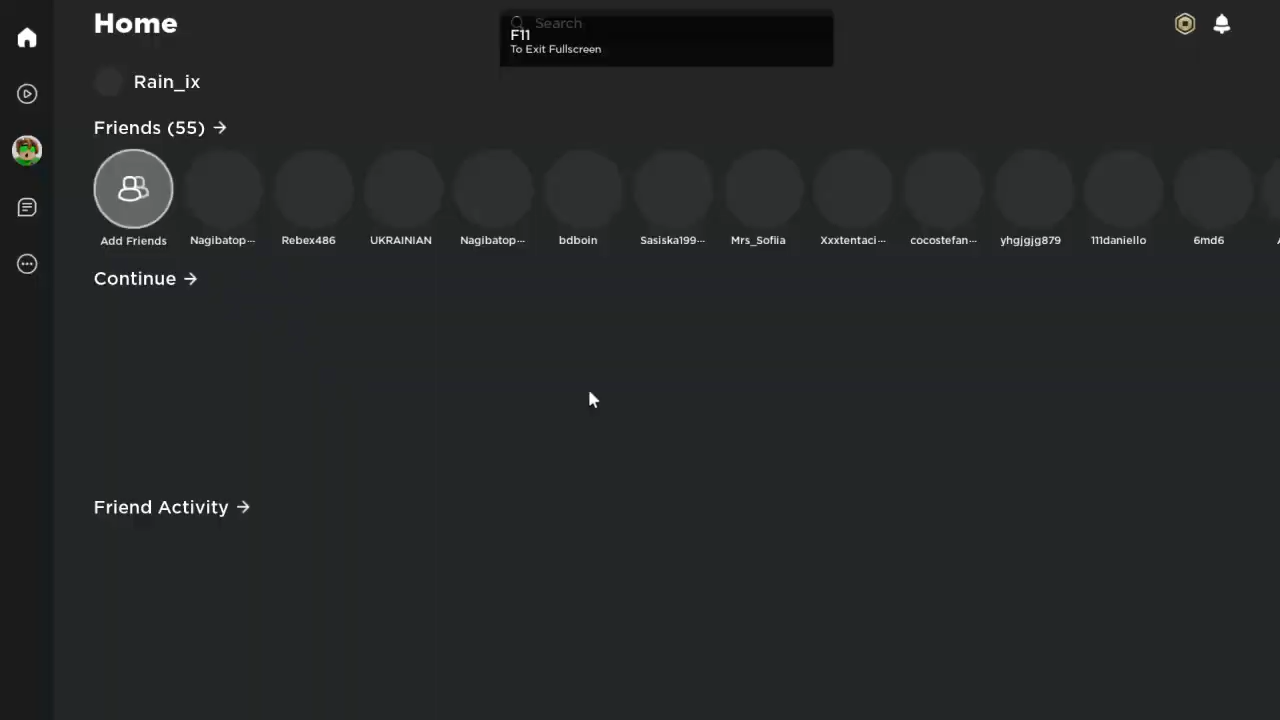 Home
Search
F11
To Exit Fullscreen
Rain_ix
Friends (55)
Add Friends
Nagibatop...
Rebex486
UKRAINIAN
Nagibatop...
bdboin
Sasiska199...
Mrs_Sofiia
Xxxtentaci...
cocostefan...
yhgjgjg879
111daniello
6md6
Continue
Friend Activity